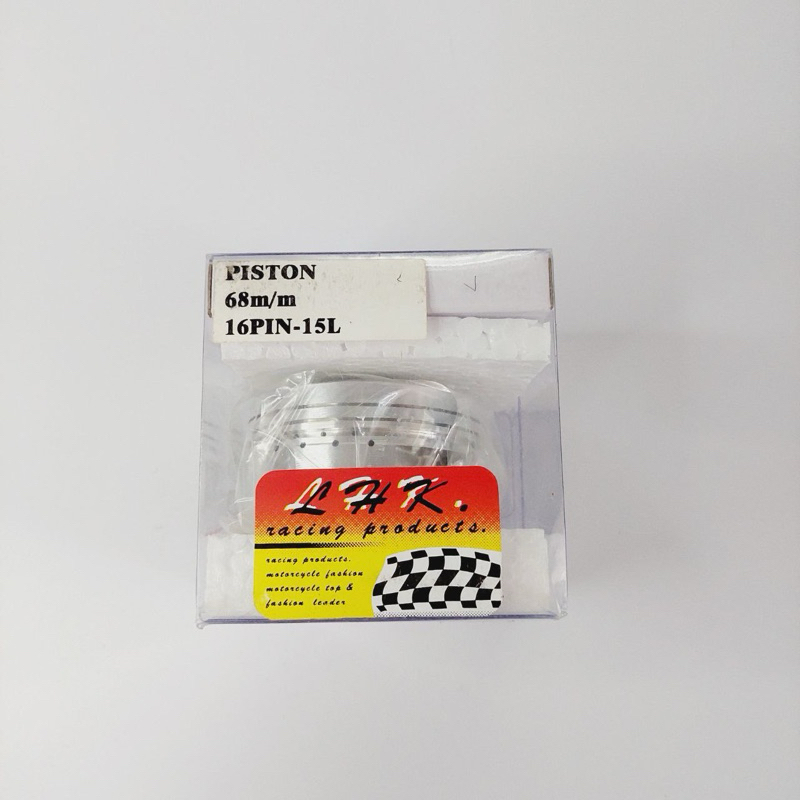 PISTON
68m/m
16PIN-15L
LHK.
racing products.
racing products.
motorcycle fashion
motorcycle top &
fashion leader